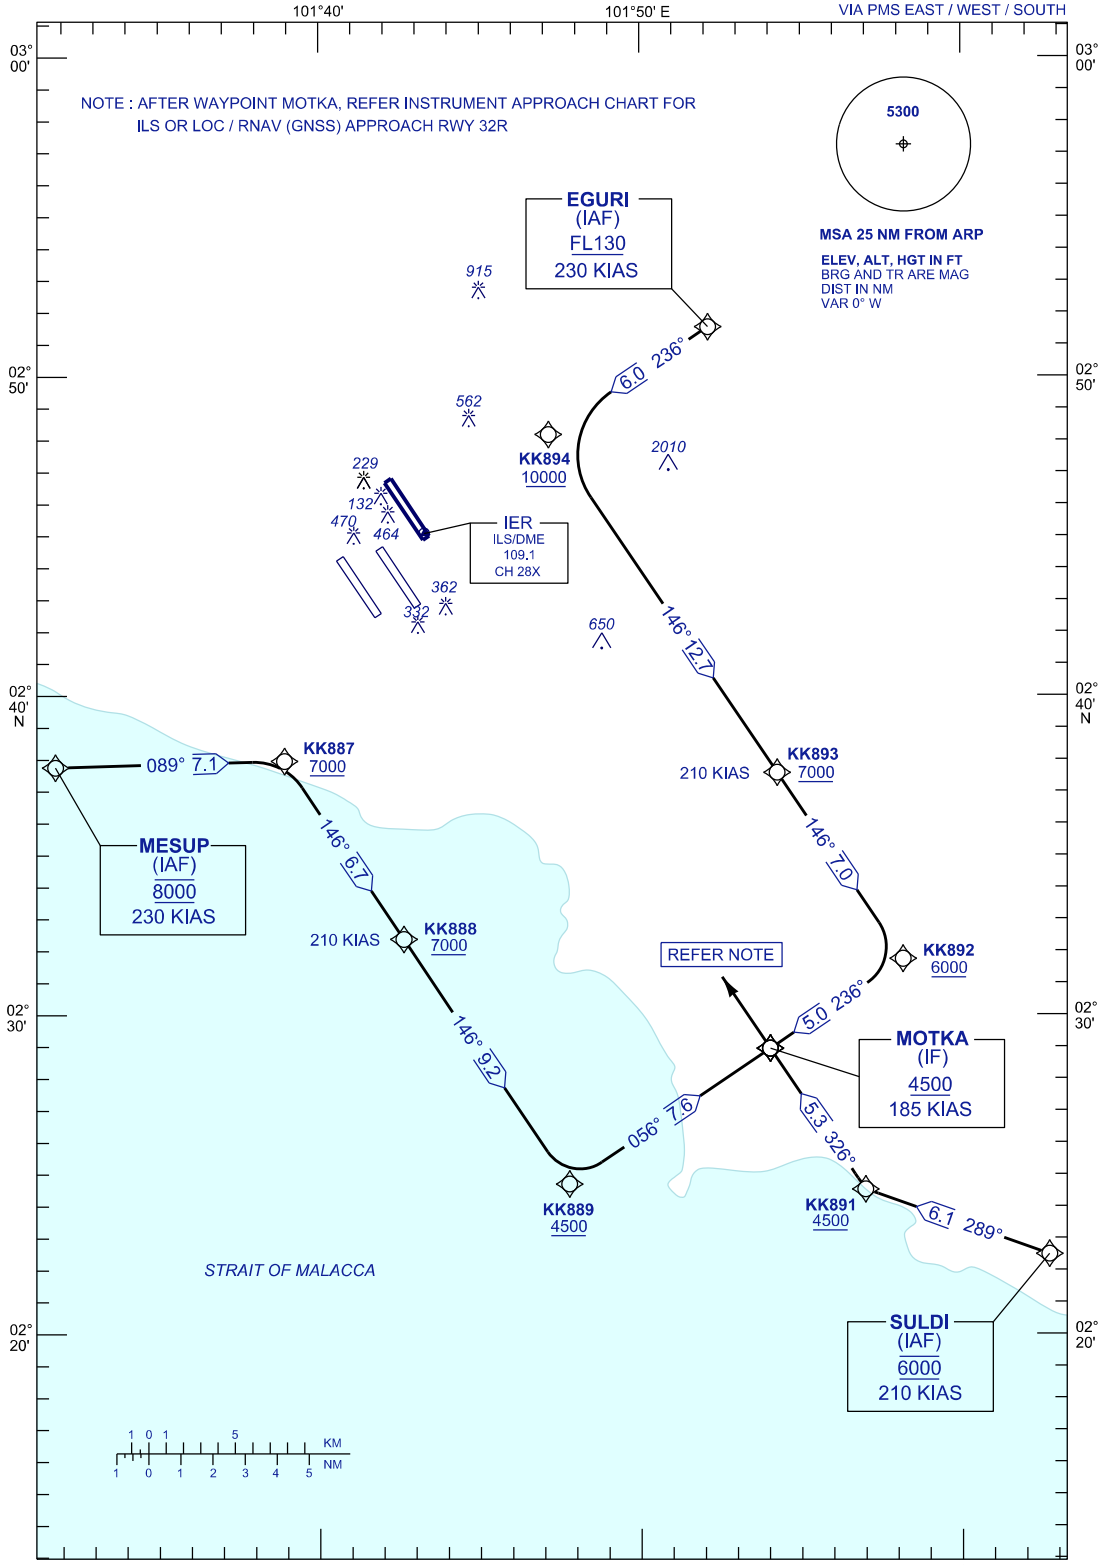 VIA PMS EAST / WEST / SOUTH
101°40'
101°50' E
03°
00'
03°
00'
NOTE : AFTER WAYPOINT MOTKA, REFER INSTRUMENT APPROACH CHART FOR
ILS OR LOC / RNAV (GNSS) APPROACH RWY 32R
5300
MSA 25 NM FROM ARP
ELEV, ALT, HGT IN FT
BRG AND TR ARE MAG
DIST IN NM
VAR 0° W
EGURI
(IAF)
FL130
230 KIAS
915
6.0 236°
02°
50'
02°
50'
562
KK894
10000
2010
229
132
470
464
IER
ILS/DME
109.1
CH 28X
362
332
650
146° 12.7
02°
40'
N
02°
40'
N
KK887
7000
089° 7.1
KK893
7000
210 KIAS
MESUP
(IAF)
8000
230 KIAS
146° 6.7
146° 7.0
KK888
7000
210 KIAS
KK892
6000
REFER NOTE
02°
30'
02°
30'
5.0 236°
146° 9.2
MOTKA
(IF)
4500
185 KIAS
056° 7.6
5.3 326°
KK889
4500
KK891
4500
6.1 289°
STRAIT OF MALACCA
SULDI
(IAF)
6000
210 KIAS
02°
20'
02°
20'
1 0 1 5 KM
1 0 1 2 3 4 5 NM